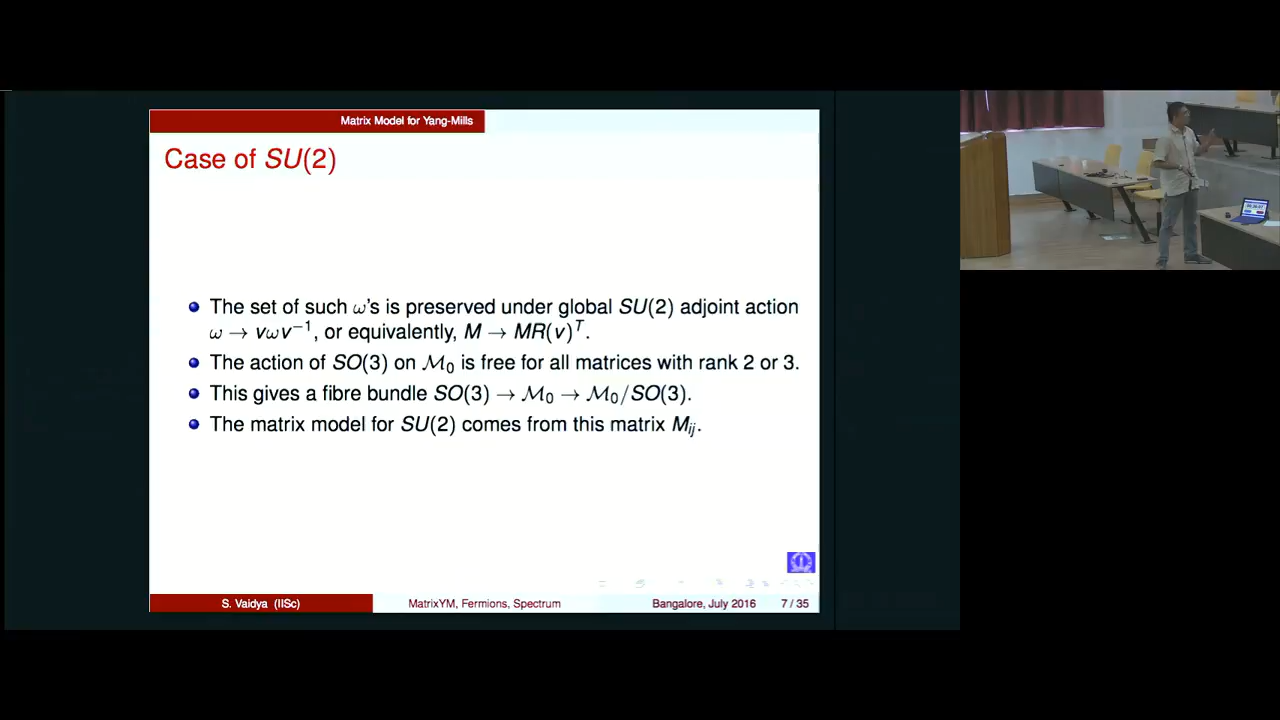 Matrix Model for Yang-Mills
Case of SU(2)
The set of such ω's is preserved under global SU(2) adjoint action
ω → vωv⁻¹, or equivalently, M → MR(v)ᵀ.
The action of SO(3) on ℳ₀ is free for all matrices with rank 2 or 3.
This gives a fibre bundle SO(3) → ℳ₀ → ℳ₀/SO(3).
The matrix model for SU(2) comes from this matrix Mᵢⱼ.
S. Vaidya (IISc) MatrixYM, Fermions, Spectrum Bangalore, July 2016 7 / 35